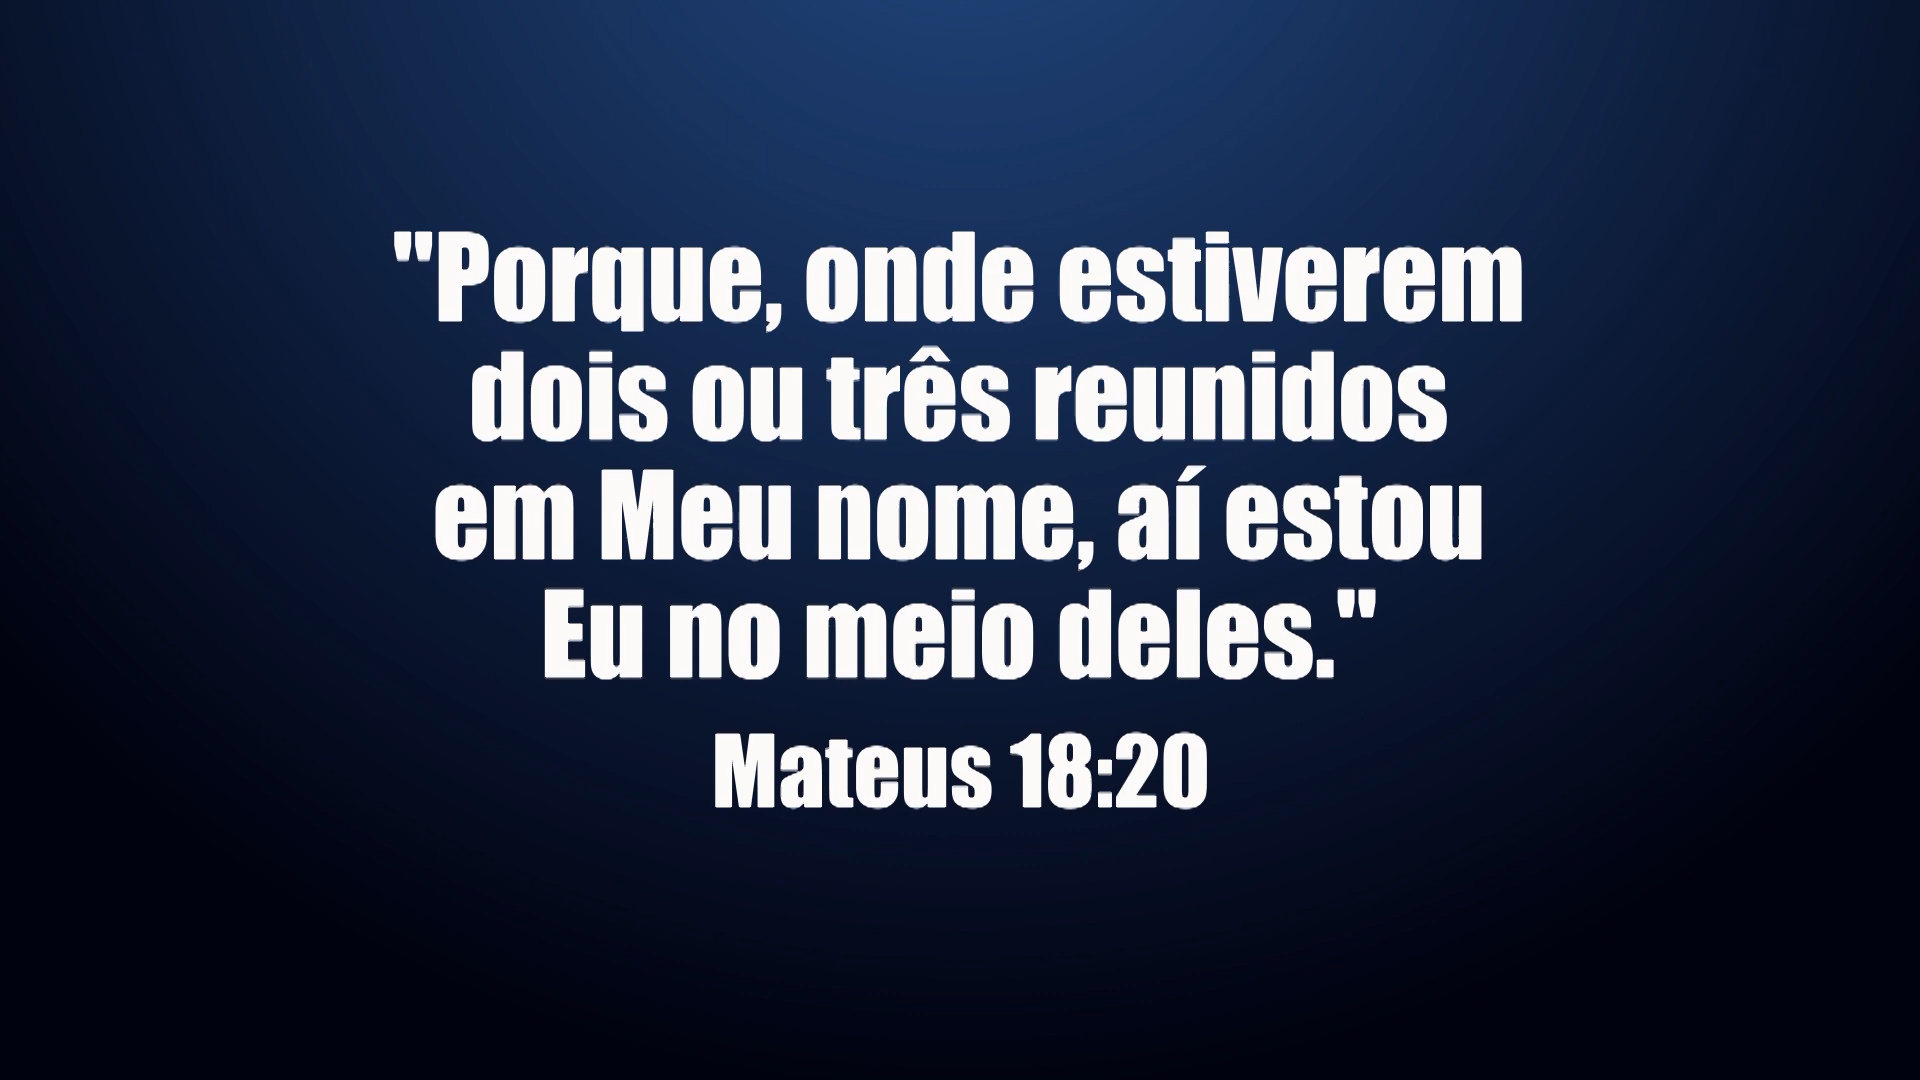 "Porque, onde estiverem
dois ou três reunidos
em Meu nome, aí estou
Eu no meio deles."
Mateus 18:20